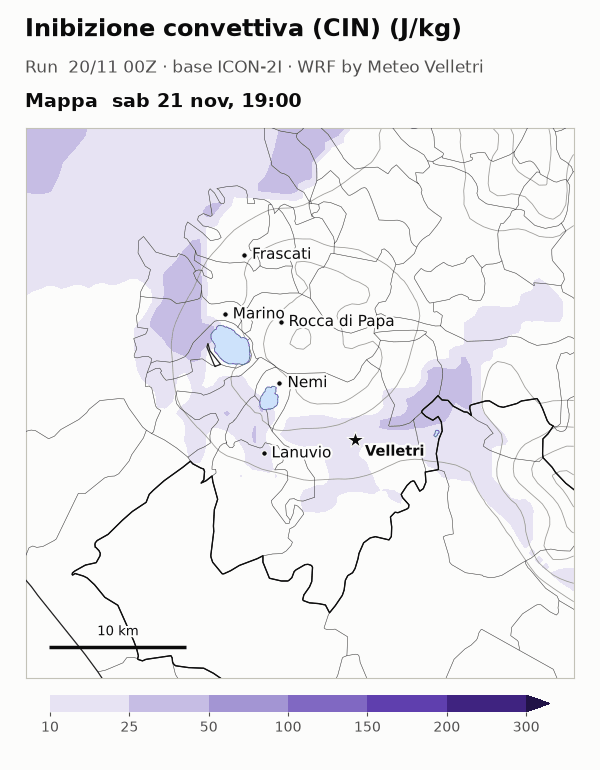 Inibizione convettiva (CIN) (J/kg)
Run  20/11 00Z · base ICON-2I · WRF by Meteo Velletri
Mappa  sab 21 nov, 19:00
Frascati
Marino
Rocca di Papa
Nemi
Velletri
Lanuvio
10 km
10 25 50 100 150 200 300